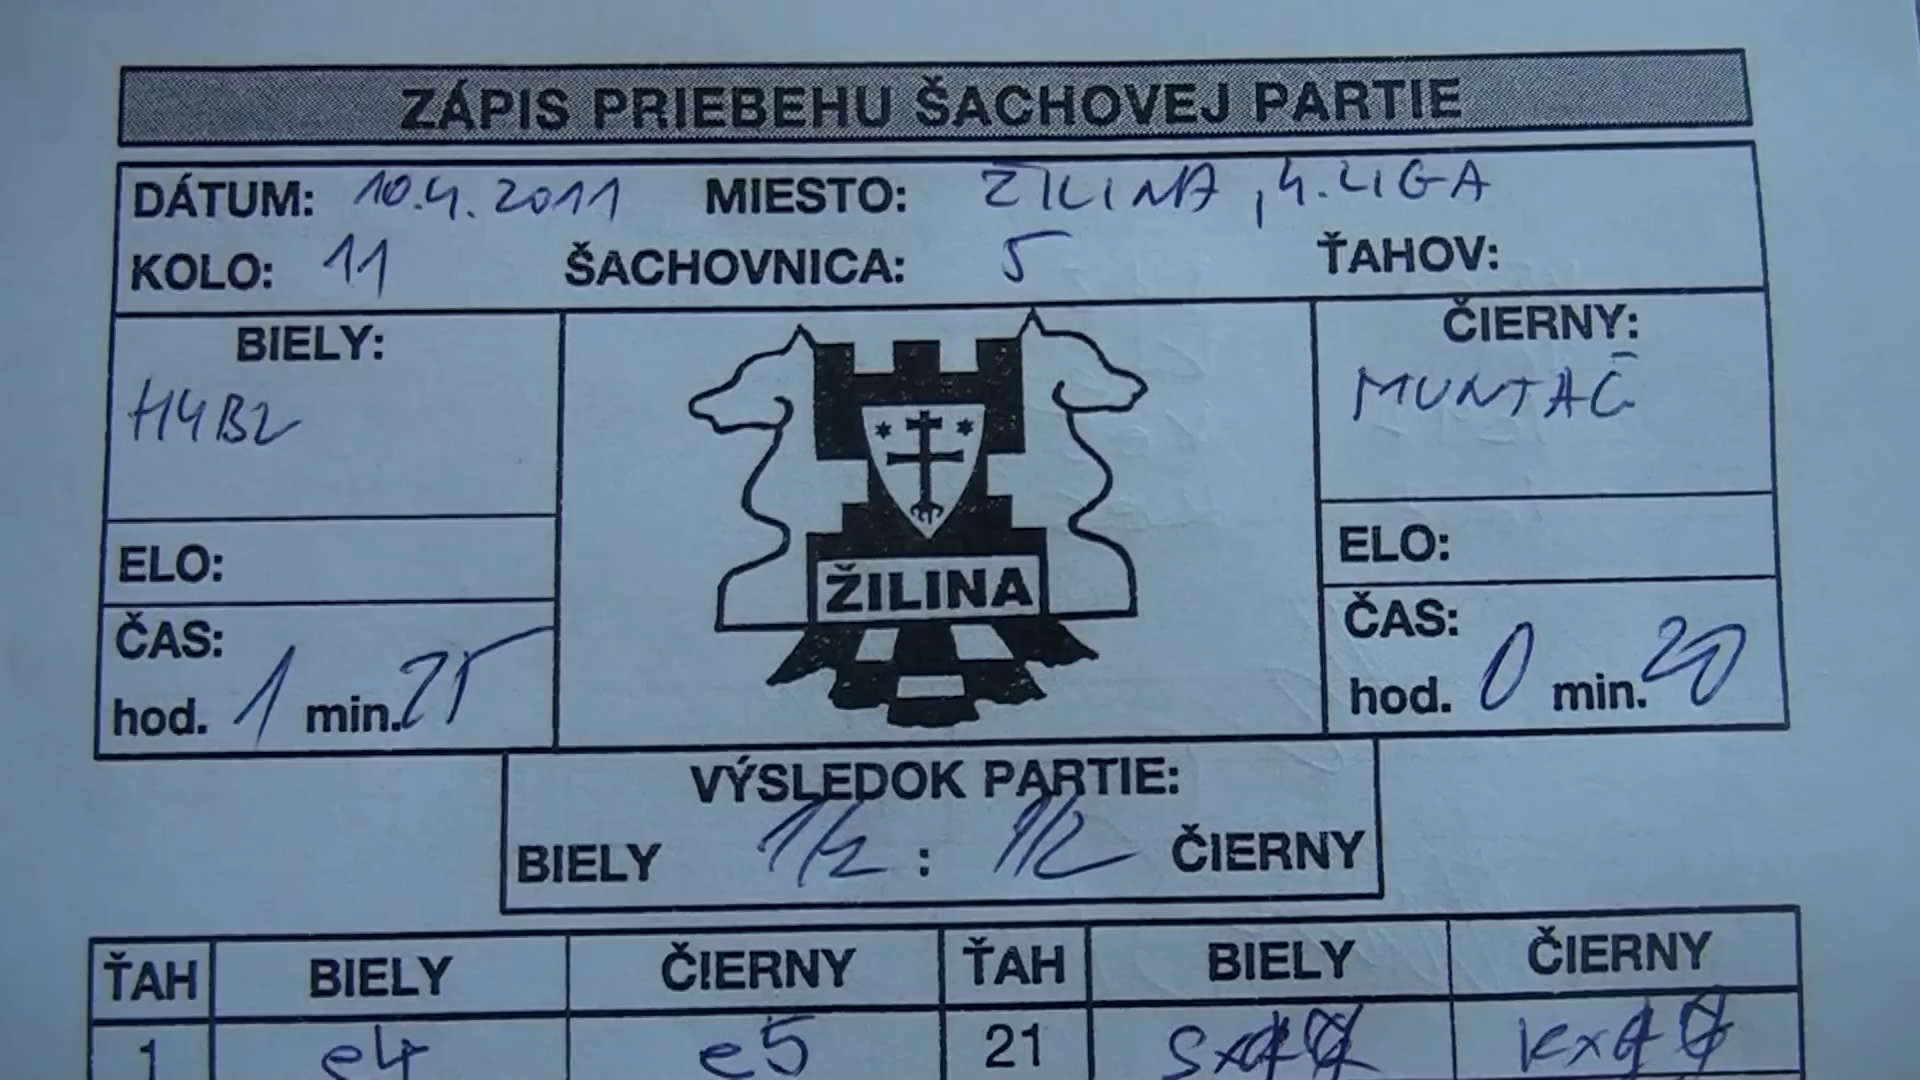 ZÁPIS PRIEBEHU ŠACHOVEJ PARTIE
DÁTUM: 10.4.2011 MIESTO: ŽILINA, 4.LIGA
KOLO: 11 ŠACHOVNICA: 5 ŤAHOV:
BIELY: ČIERNY:
MUNTAČ
ELO: ELO:
ŽILINA
ČAS: ČAS:
hod. 1 min. 25 hod. 0 min. 20
VÝSLEDOK PARTIE:
BIELY 1/2 : 1/2 ČIERNY
ŤAH BIELY ČIERNY ŤAH BIELY ČIERNY
1 e4 e5 21